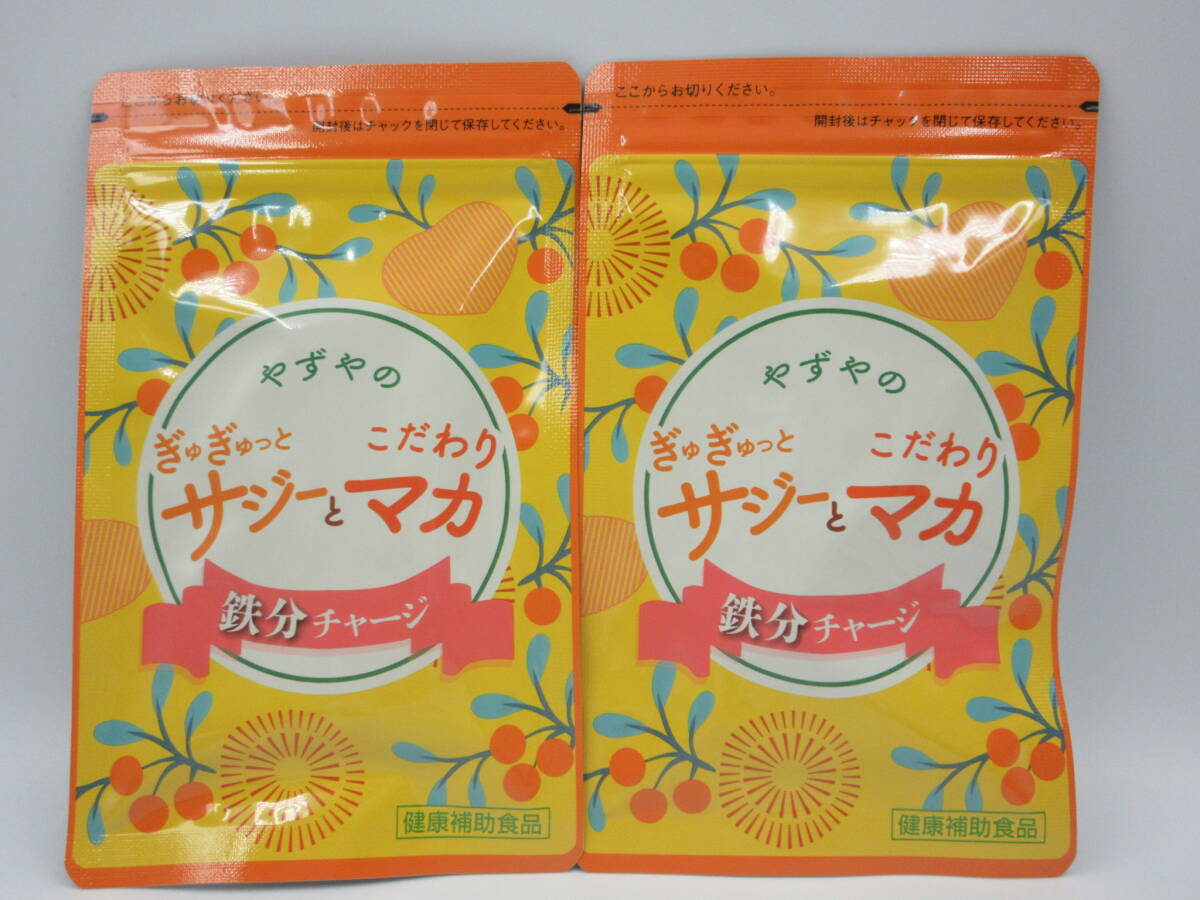 ここからお切りください。
開封後はチャックを閉じて保存してください。
やずやの
ぎゅぎゅっと こだわり
サジーとマカ
鉄分チャージ
健康補助食品
ここからお切りください。
開封後はチャックを閉じて保存してください。
やずやの
ぎゅぎゅっと こだわり
サジーとマカ
鉄分チャージ
健康補助食品